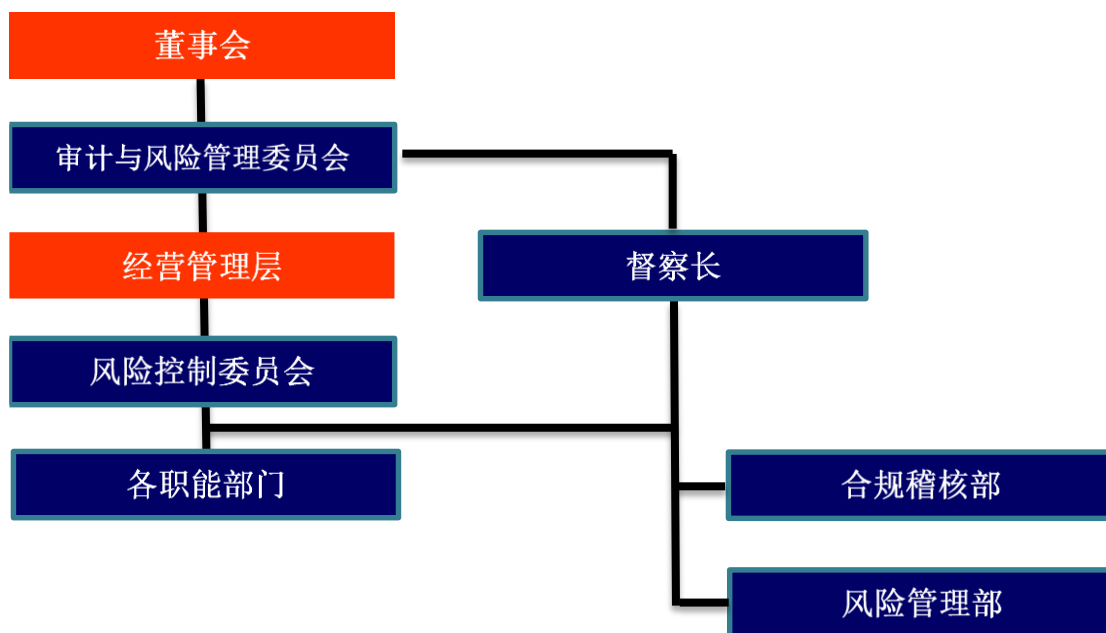 董事会
审计与风险管理委员会
经营管理层
督察长
风险控制委员会
各职能部门
合规稽核部
风险管理部